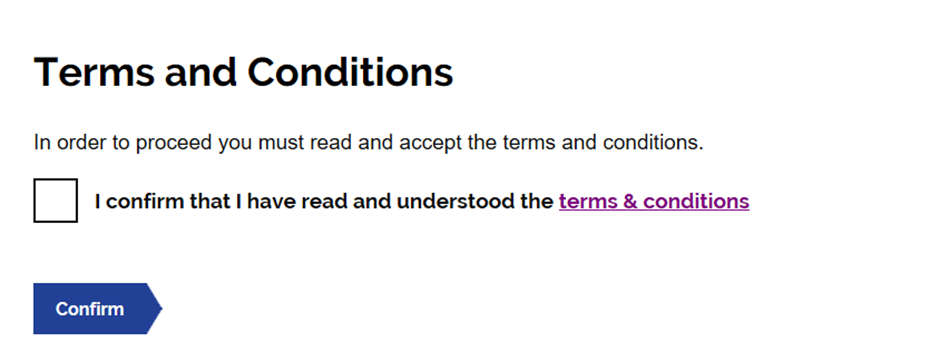 Terms and Conditions
In order to proceed you must read and accept the terms and conditions.
I confirm that I have read and understood the terms & conditions
Confirm